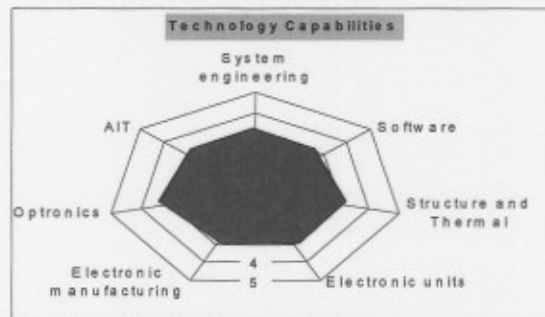 Technology Capabilities
System
engineering
AIT
Software
Optronics
Structure and
Thermal
Electronic
manufacturing
4
5
Electronic units